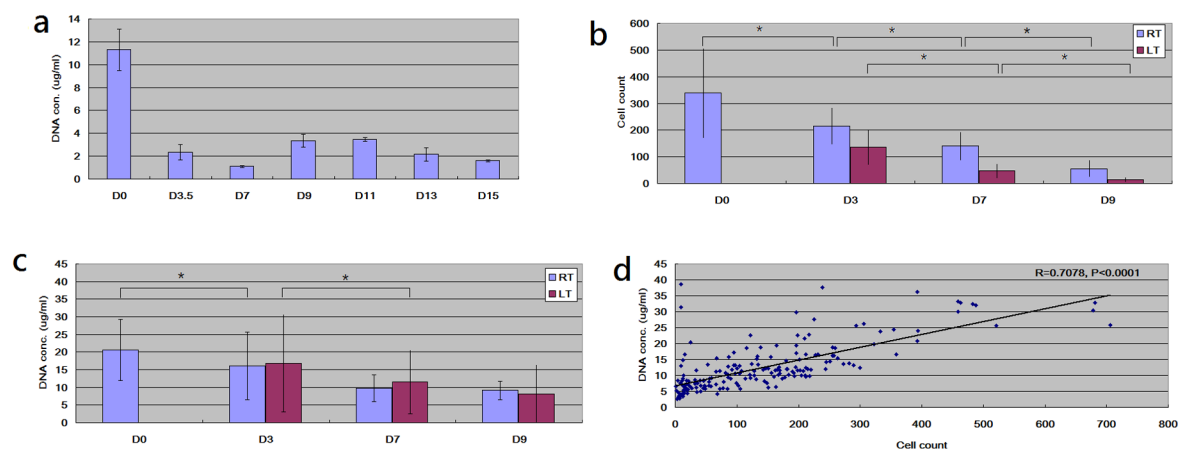 a
14
12
10
8
6
4
2
0
DNA con. (ug/ml)
D0 D3.5 D7 D9 D11 D13 D15
b
600
500
400
300
200
100
0
Cell count
* * *
* *
RT
LT
D0 D3 D7 D9
c
45
40
35
30
25
20
15
10
5
0
DNA conc. (ug/ml)
* *
RT
LT
D0 D3 D7 D9
d
45
40
35
30
25
20
15
10
5
0
DNA conc. (ug/ml)
R=0.7078, P<0.0001
0 100 200 300 400 500 600 700 800
Cell count